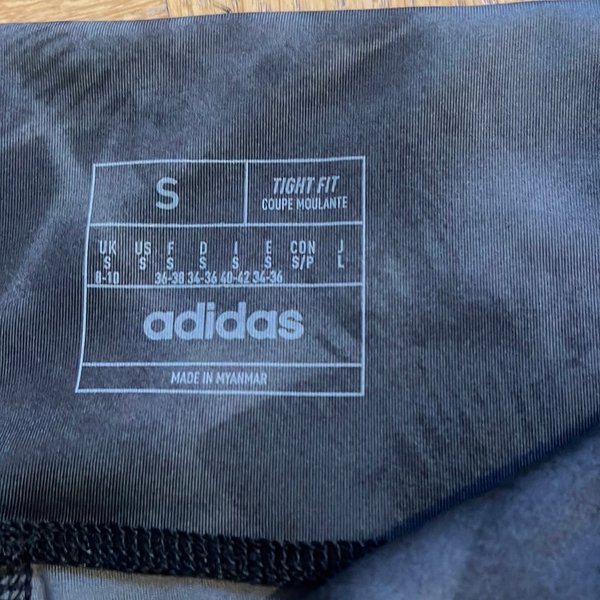 S
TIGHT FIT
COUPE MOULANTE
UK US F D I E CDN J
S S S S S S S/P L
8-10 36-38 34-36 40-42 34-36
adidas
MADE IN MYANMAR